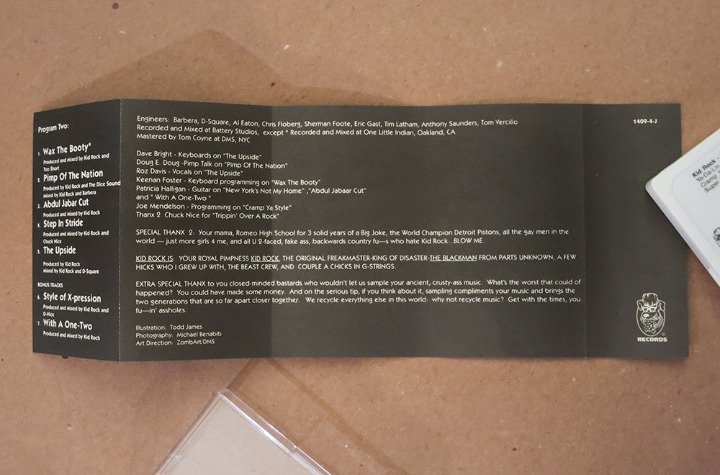 Program Two:
1. Wax The Booty*
Produced and mixed by Kid Rock and
Too Short
2. Pimp Of The Nation
Produced by Kid Rock and The Dice Sound
Mixed by Kid Rock and Barbera
3. Abdul Jabar Cut
Produced and mixed by Kid Rock
4. Step In Stride
Produced and mixed by Kid Rock and
Chuck Nice
5. The Upside
Produced by Kid Rock
mixed by Kid Rock and D-Square
BONUS TRACKS
6. Style of X-pression
Produced and mixed by Kid Rock and
D-Nice
7. With A One-Two
Produced and Mixed by Kid Rock
Engineers: Barbera, D-Square, Al Eaton, Chris Floberg, Sherman Foote, Eric Gast, Tim Latham, Anthony Saunders, Tom Vercilio
Recorded and Mixed at Battery Studios, except * Recorded and Mixed at One Little Indian, Oakland, CA
Mastered by Tom Coyne at DMS, NYC
Dave Bright - Keyboards on "The Upside"
Doug E. Doug -Pimp Talk on "Pimp Of The Nation"
Roz Davis - Vocals on "The Upside"
Keenan Foster - Keyboard programming on "Wax The Booty"
Patricia Halligan - Guitar on "New York's Not My Home" ,"Abdul Jabaar Cut"
and " With A One-Two "
Joe Mendelson - Programming on "Cramp Ya Style"
Thanx 2 Chuck Nice for "Trippin' Over A Rock"
SPECIAL THANX 2: Your mama, Romeo High School for 3 solid years of a Big Joke, the World Champion Detroit Pistons, all the gay men in the
world — just more girls 4 me, and all U 2-faced, fake ass, backwards country fu—s who hate Kid Rock. .BLOW ME.
KID ROCK IS: YOUR ROYAL PIMPNESS KID ROCK, THE ORIGINAL FREAKMASTER-KING OF DISASTER-THE BLACKMAN FROM PARTS UNKNOWN, A FEW
HICKS WHO I GREW UP WITH, THE BEAST CREW, AND COUPLE A CHICKS IN G-STRINGS.
EXTRA SPECIAL THANX to you closed-minded bastards who wouldn't let us sample your ancient, crusty-ass music. What's the worst that could of
happened? You could have made some money. And on the serious tip, if you think about it, sampling compliments your music and brings the
two generations that are so far apart closer together. We recycle everything else in this world: why not recycle music? Get with the times, you
fu—in' assholes.
Illustration: Todd James
Photography: Michael Benabib
Art Direction: ZombArt/DMS
1409-4-J
RECORDS
Kid Rock
Cramp
Super